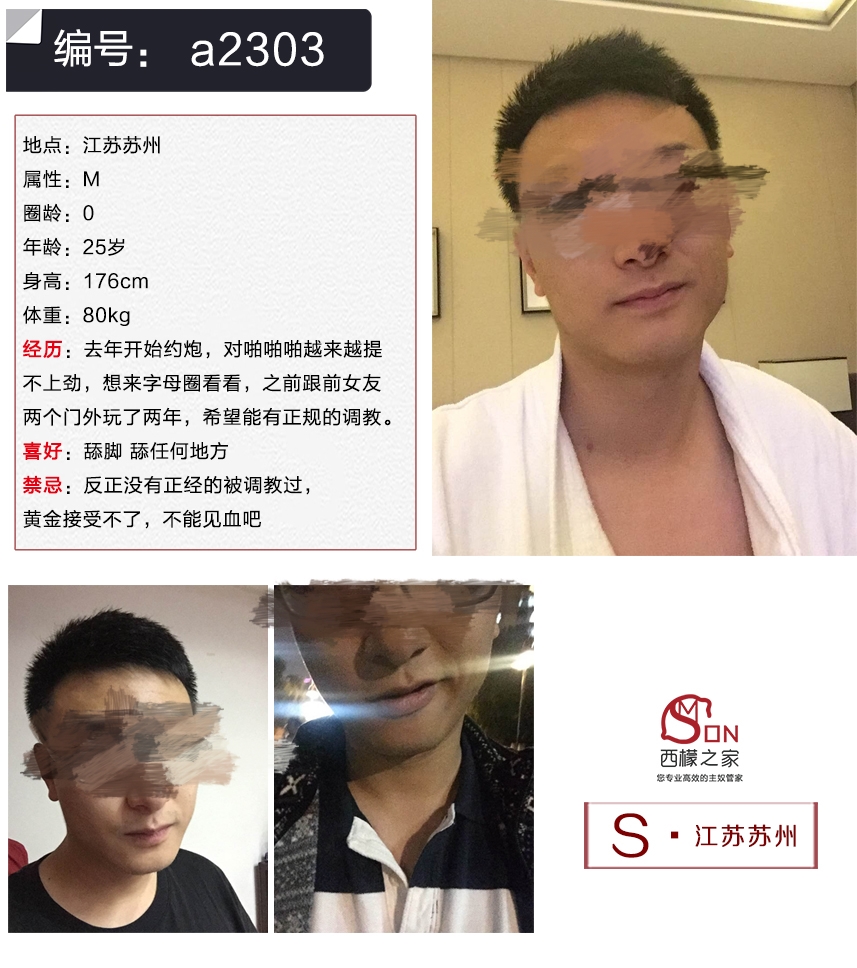 编号： a2303
地点：江苏苏州
属性：M
圈龄：0
年龄：25岁
身高：176cm
体重：80kg
经历：去年开始约炮，对啪啪啪越来越提
不上劲，想来字母圈看看，之前跟前女友
两个门外玩了两年，希望能有正规的调教。
喜好：舔脚 舔任何地方
禁忌：反正没有正经的被调教过，
黄金接受不了，不能见血吧
SMON
西檬之家
您专业高效的主奴管家
S · 江苏苏州